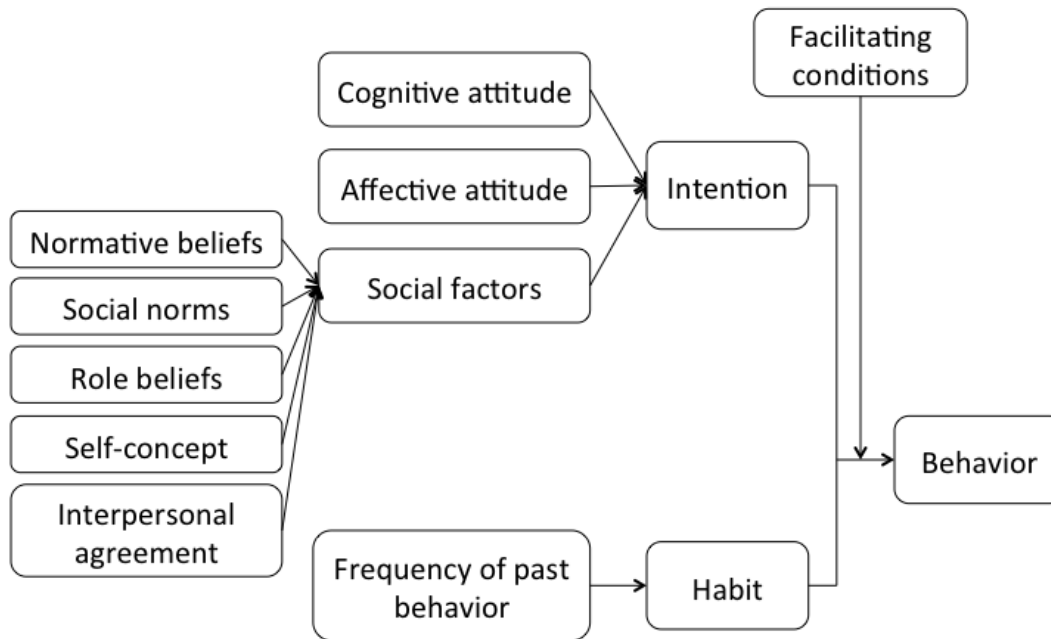 Facilitating
conditions
Cognitive attitude
Affective attitude
Intention
Normative beliefs
Social factors
Social norms
Role beliefs
Self-concept
Behavior
Interpersonal
agreement
Frequency of past
behavior
Habit